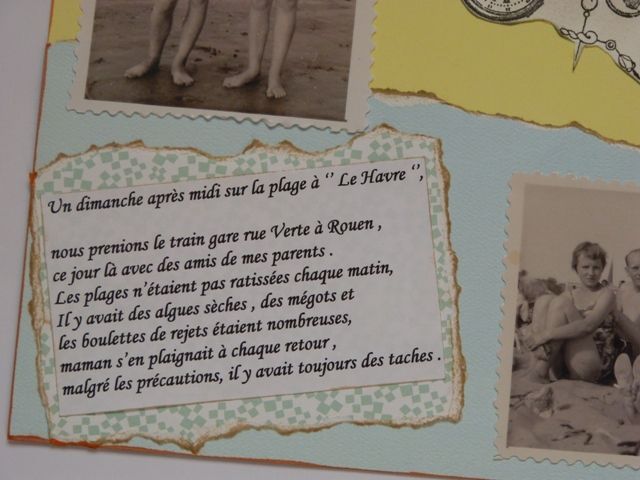 Un dimanche après midi sur la plage à ‘’ Le Havre ‘’,
nous prenions le train gare rue Verte à Rouen ,
ce jour là avec des amis de mes parents .
Les plages n’étaient pas ratissées chaque matin,
Il y avait des algues sèches , des mégots et
les boulettes de rejets étaient nombreuses,
maman s’en plaignait à chaque retour ,
malgré les précautions, il y avait toujours des taches .